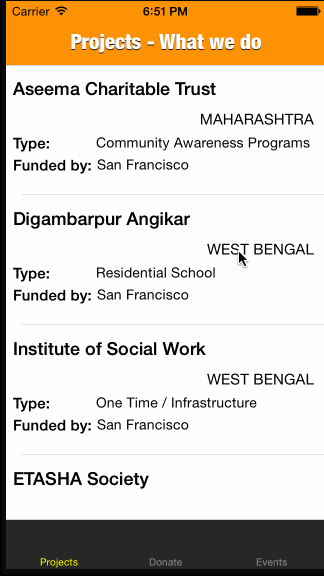 Carrier 6:51 PM
Projects - What we do
Aseema Charitable Trust
MAHARASHTRA
Type: Community Awareness Programs
Funded by: San Francisco
Digambarpur Angikar
WEST BENGAL
Type: Residential School
Funded by: San Francisco
Institute of Social Work
WEST BENGAL
Type: One Time / Infrastructure
Funded by: San Francisco
ETASHA Society
Projects Donate Events